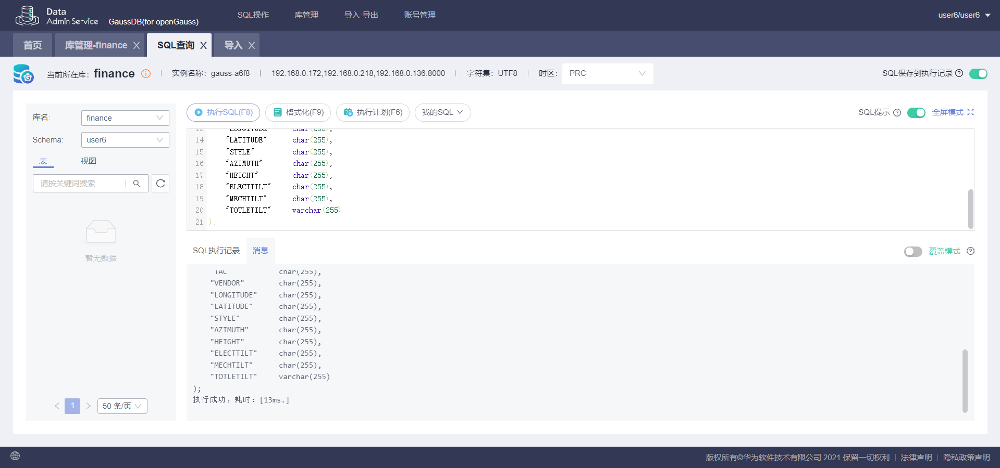 Data
Admin Service
GaussDB(for openGauss)
SQL操作
库管理
导入·导出
账号管理
user6/user6
首页
库管理-finance
SQL查询
导入
当前所在库: finance
实例名称: gauss-a6f8
192.168.0.172,192.168.0.218,192.168.0.136:8000
字符集: UTF8
时区: PRC
SQL保存到执行记录
库名: finance
Schema: user6
表
视图
请按关键词搜索
暂无数据
1
50 条/页
执行SQL(F8)
格式化(F9)
执行计划(F6)
我的SQL
SQL提示
全屏模式
13 "LONGITUDE" char(255),
14 "LATITUDE" char(255),
15 "STYLE" char(255),
16 "AZIMUTH" char(255),
17 "HEIGHT" char(255),
18 "ELECTTILT" char(255),
19 "MECHTILT" char(255),
20 "TOTLETILT" varchar(255)
21 );
SQL执行记录
消息
覆盖模式
"TAC" char(255),
"VENDOR" char(255),
"LONGITUDE" char(255),
"LATITUDE" char(255),
"STYLE" char(255),
"AZIMUTH" char(255),
"HEIGHT" char(255),
"ELECTTILT" char(255),
"MECHTILT" char(255),
"TOTLETILT" varchar(255)
);
执行成功，耗时：[13ms.]
版权所有©华为软件技术有限公司 2021 保留一切权利
法律声明
隐私政策声明